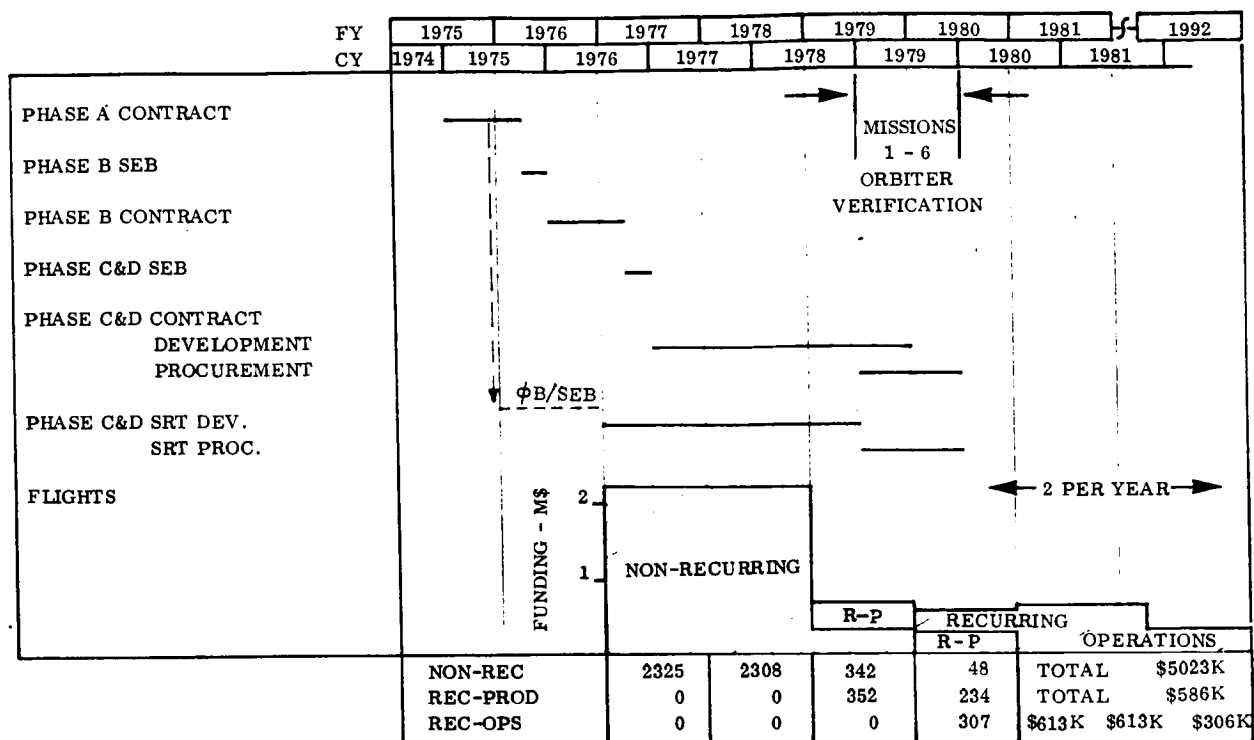 FY 1975 1976 1977 1978 1979 1980 1981 1992
CY 1974 1975 1976 1977 1978 1979 1980 1981
PHASE A CONTRACT
MISSIONS
1 - 6
ORBITER
VERIFICATION
PHASE B SEB
PHASE B CONTRACT
PHASE C&D SEB
PHASE C&D CONTRACT
DEVELOPMENT
PROCUREMENT
ϕB/SEB
PHASE C&D SRT DEV.
SRT PROC.
FLIGHTS
2 PER YEAR
FUNDING - M$
2
1
NON-RECURRING
R-P
RECURRING
R-P
OPERATIONS
NON-REC 2325 2308 342 48 TOTAL $5023K
REC-PROD 0 0 352 234 TOTAL $586K
REC-OPS 0 0 0 307 $613K $613K $306K